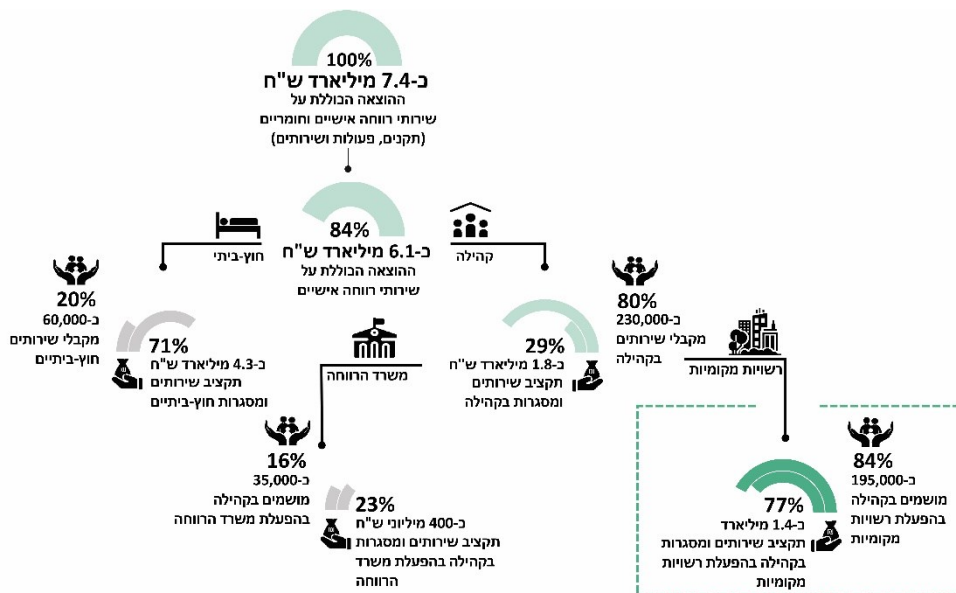 100%
כ-7.4 מיליארד ש"ח
ההוצאה הכוללת על
שירותי רווחה אישיים וחומריים
(תקנים, פעולות ושירותים)
84%
כ-6.1 מיליארד ש"ח
ההוצאה הכוללת על
שירותי רווחה אישיים
קהילה
חוץ-ביתי
80%
כ-230,000
מקבלי שירותים
בקהילה
29%
כ-1.8 מיליארד ש"ח
תקציב שירותים
ומסגרות בקהילה
20%
כ-60,000
מקבלי שירותים
חוץ-ביתיים
71%
כ-4.3 מיליארד ש"ח
תקציב שירותים
ומסגרות חוץ-ביתיים
רשויות מקומיות
משרד הרווחה
84%
כ-195,000
מושמים בקהילה
בהפעלת רשויות
מקומיות
77%
כ-1.4 מיליארד
תקציב שירותים ומסגרות
בקהילה בהפעלת רשויות
מקומיות
16%
כ-35,000
מושמים בקהילה
בהפעלת משרד הרווחה
23%
כ-400 מיליוני ש"ח
תקציב שירותים ומסגרות
בקהילה בהפעלת משרד
הרווחה